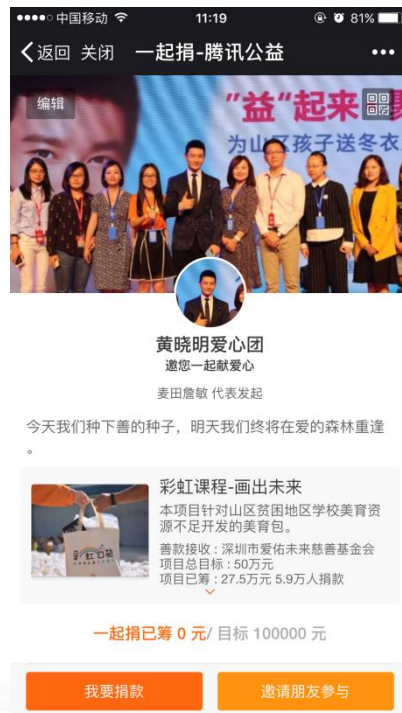 中国移动 11:19 81%
返回 关闭 一起捐-腾讯公益
编辑
"益"起来
为山区孩子送冬衣
黄晓明爱心团
邀您一起献爱心
麦田詹敏 代表发起
今天我们种下善的种子，明天我们终将在爱的森林重逢
。
彩虹课程-画出未来
本项目针对山区贫困地区学校美育资
源不足开发的美育包。
善款接收：深圳市爱佑未来慈善基金会
项目总目标：50万元
项目已筹：27.5万元 5.9万人捐款
一起捐已筹 0 元/ 目标 100000 元
我要捐款 邀请朋友参与